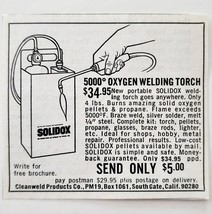 5000° OXYGEN WELDING TORCH
$34.95 New portable SOLIDOX weld-
ing torch goes anywhere. Only
4 lbs. Burns amazing solid oxygen
pellets & propane. Flame exceeds
5000°F. Braze weld, silver solder, melt
1/4" steel. Complete kit: torch, pellets,
propane, glasses, braze rods, lighter,
etc. Ideal for shops, hobby, metal
repair. Professional results. Low-cost
SOLIDOX pellets available by mail.
SOLIDOX is simple and safe. Money-
back guarantee. Only $34.95 ppd.
SOLIDOX
Write for
free brochure.
SEND ONLY $5.00
pay postman $29.95 plus postage on delivery.
Cleanweld Products Co., PM19, Box 1061, South Gate, Calif. 90280